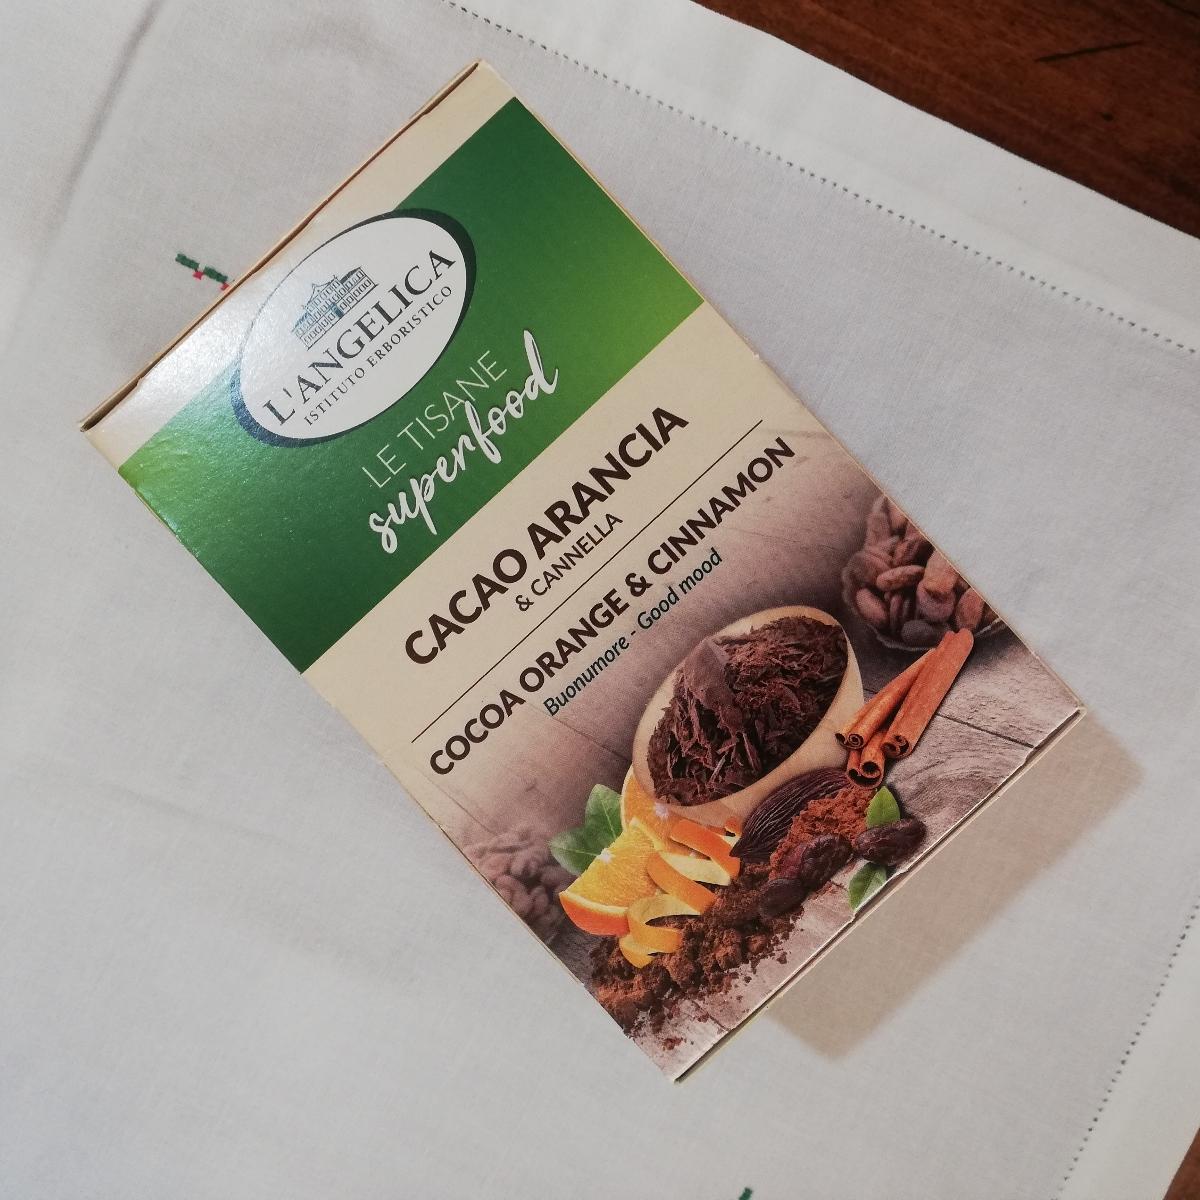 L'ANGELICA
ISTITUTO ERBORISTICO
LE TISANE
superfood
CACAO ARANCIA
& CANNELLA
COCOA ORANGE & CINNAMON
Buonumore - Good mood